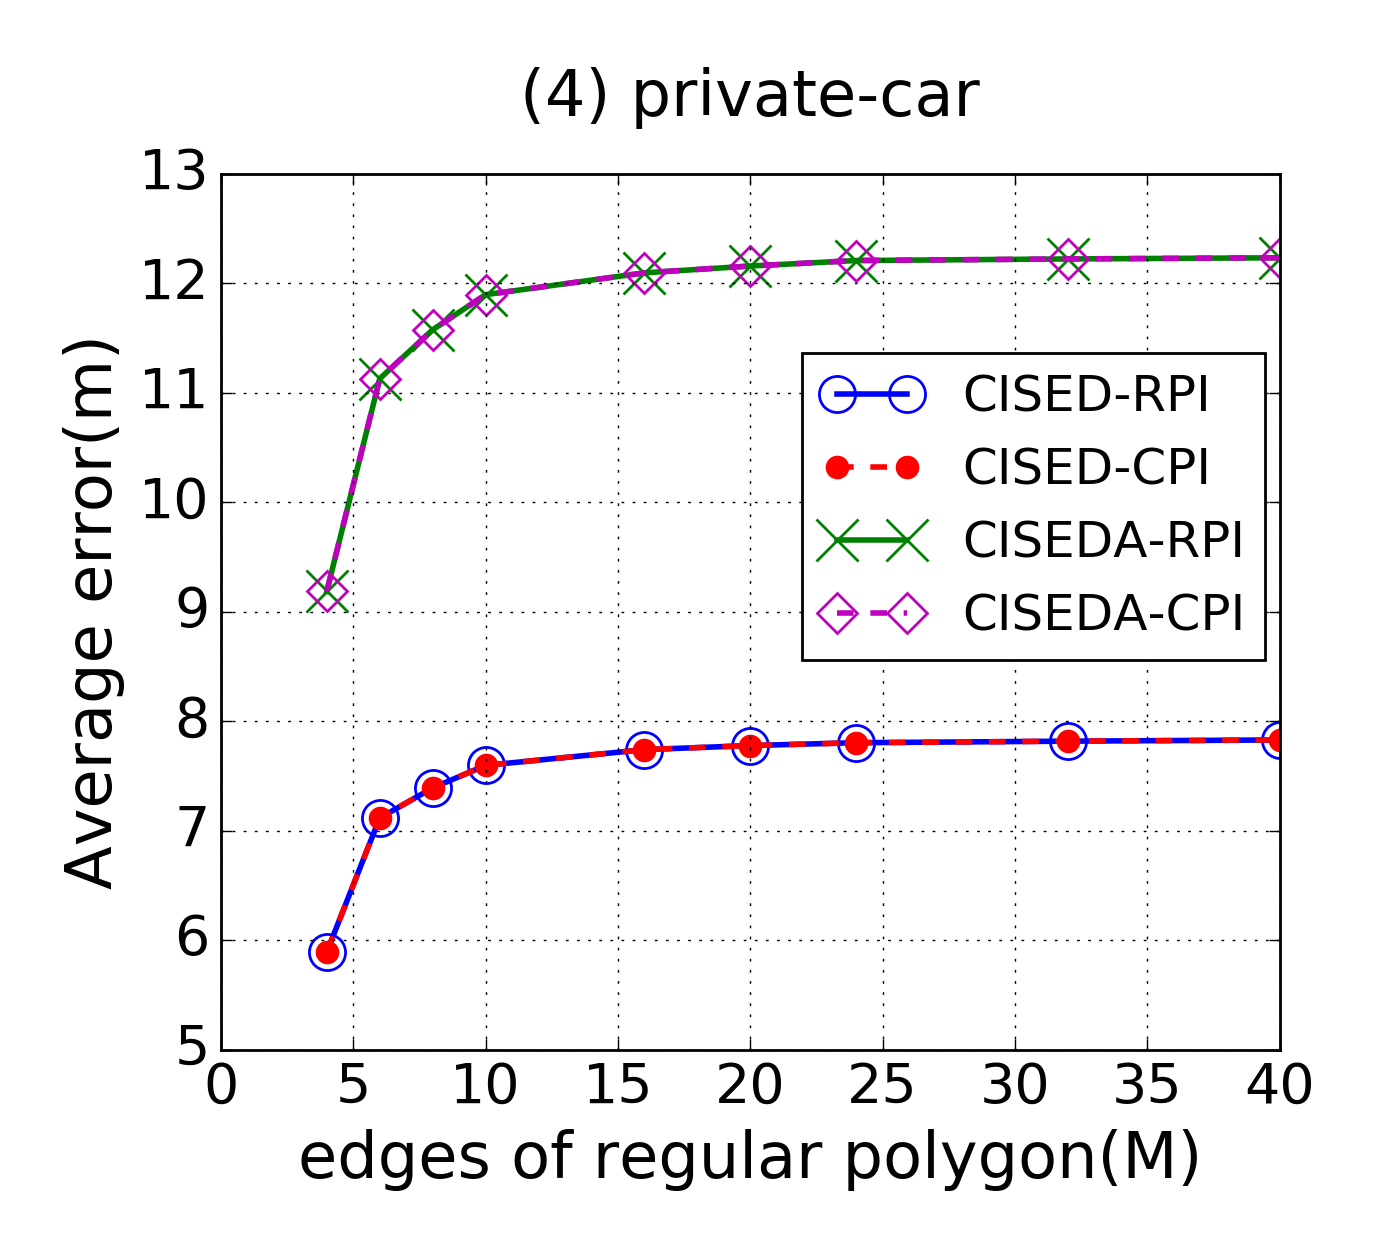 (4) private-car
13
12
11
10
9
8
7
6
5
Average error(m)
CISED-RPI
CISED-CPI
CISEDA-RPI
CISEDA-CPI
0 5 10 15 20 25 30 35 40
edges of regular polygon(M)